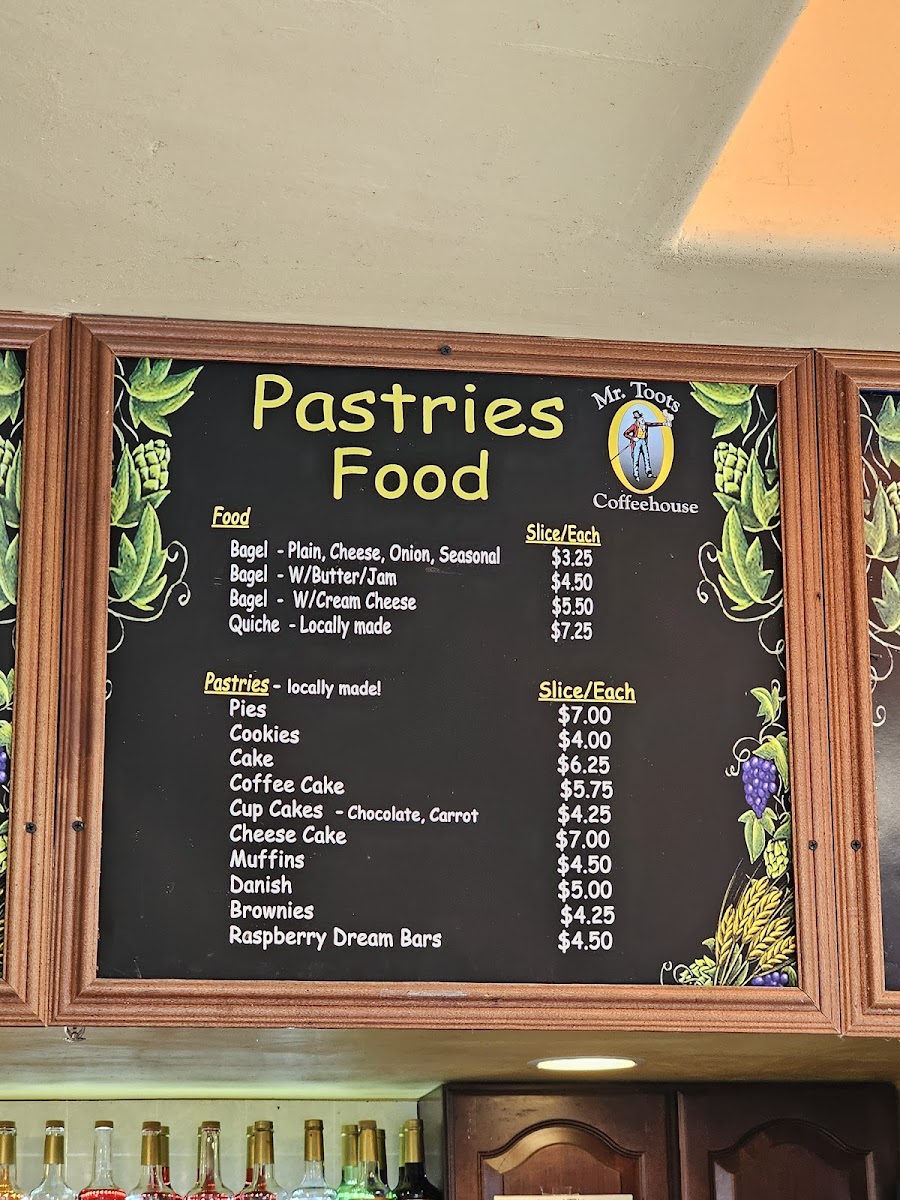 Pastries
Food
Mr. Toots
Coffeehouse
Food Slice/Each
Bagel - Plain, Cheese, Onion, Seasonal $3.25
Bagel - W/Butter/Jam $4.50
Bagel - W/Cream Cheese $5.50
Quiche - Locally made $7.25
Pastries - locally made! Slice/Each
Pies $7.00
Cookies $4.00
Cake $6.25
Coffee Cake $5.75
Cup Cakes - Chocolate, Carrot $4.25
Cheese Cake $7.00
Muffins $4.50
Danish $5.00
Brownies $4.25
Raspberry Dream Bars $4.50